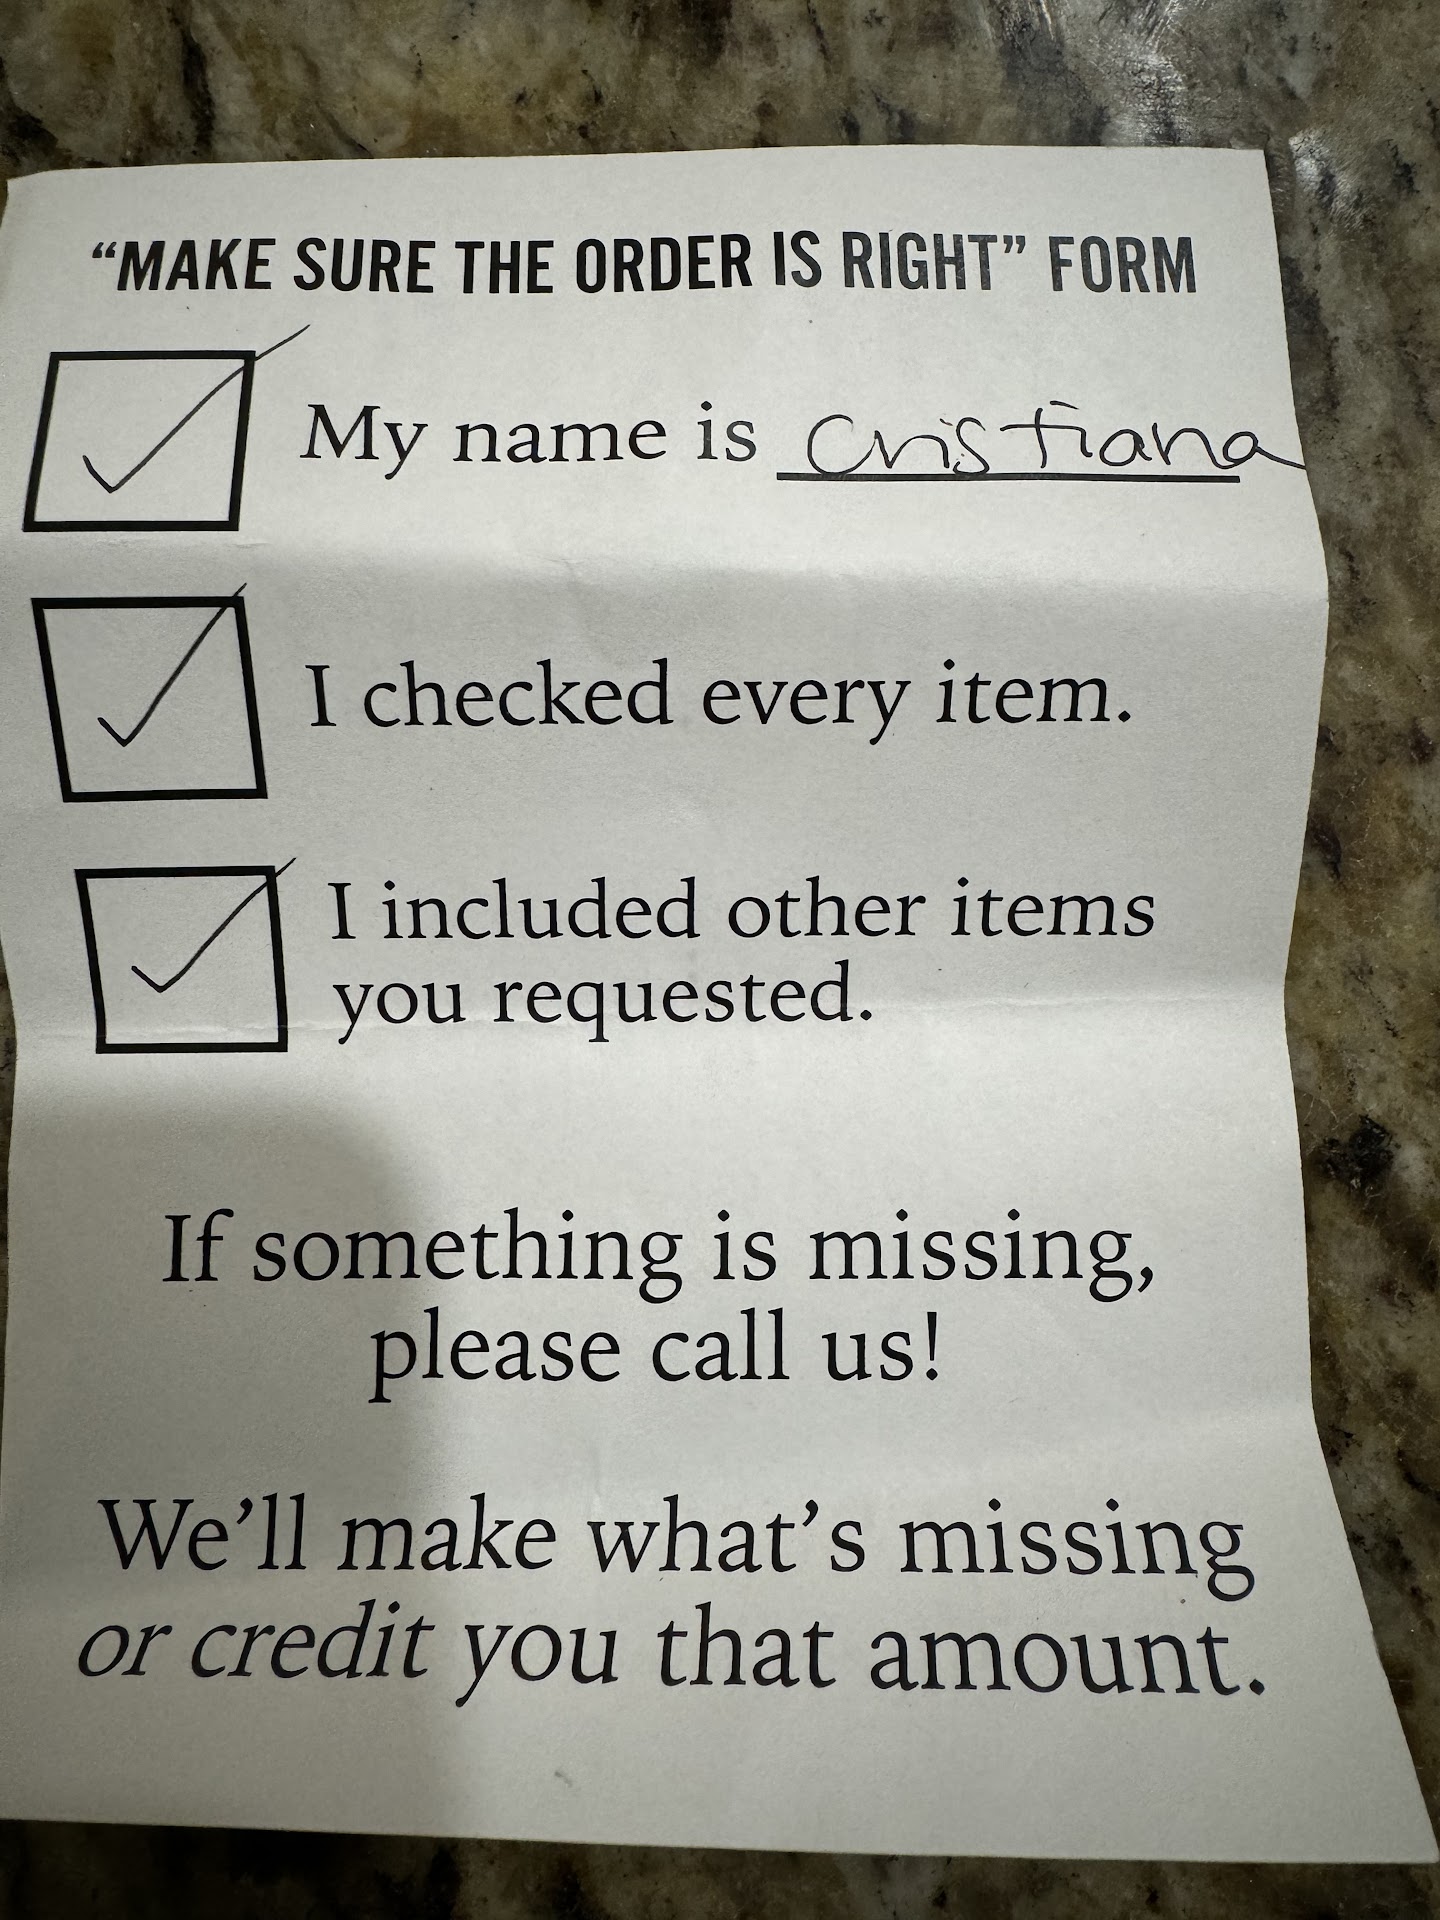 “MAKE SURE THE ORDER IS RIGHT” FORM
My name is Cristiana
I checked every item.
I included other items
you requested.
If something is missing,
please call us!
We’ll make what’s missing
or credit you that amount.